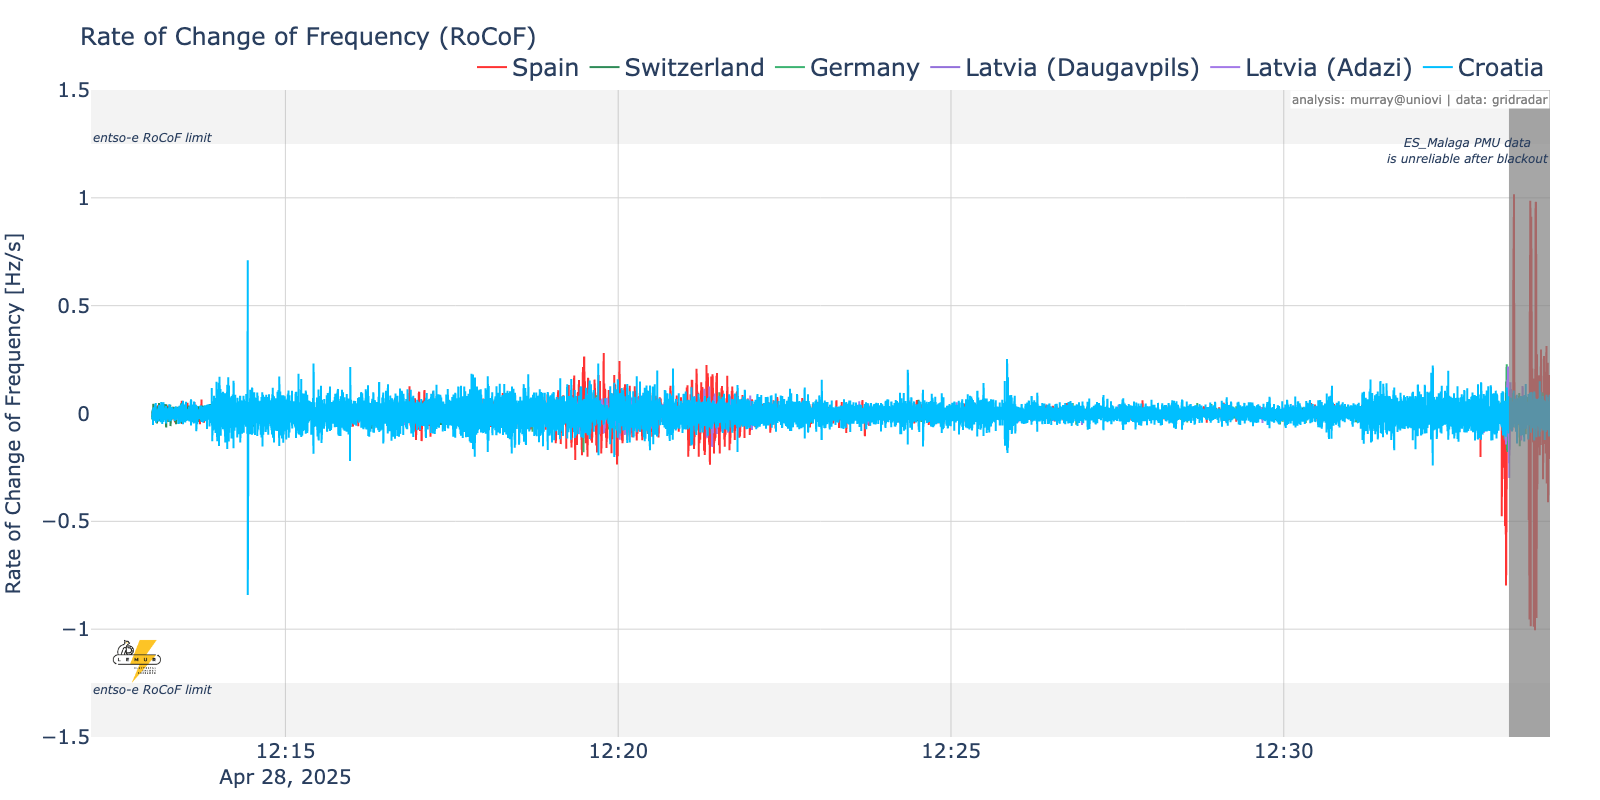 Rate of Change of Frequency (RoCoF)
Spain Switzerland Germany Latvia (Daugavpils) Latvia (Adazi) Croatia
analysis: murray@uniovi | data: gridradar
entso-e RoCoF limit
ES_Malaga PMU data
is unreliable after blackout
Rate of Change of Frequency [Hz/s]
1.5
1
0.5
0
−0.5
−1
−1.5
LEMUR
entso-e RoCoF limit
12:15 12:20 12:25 12:30
Apr 28, 2025